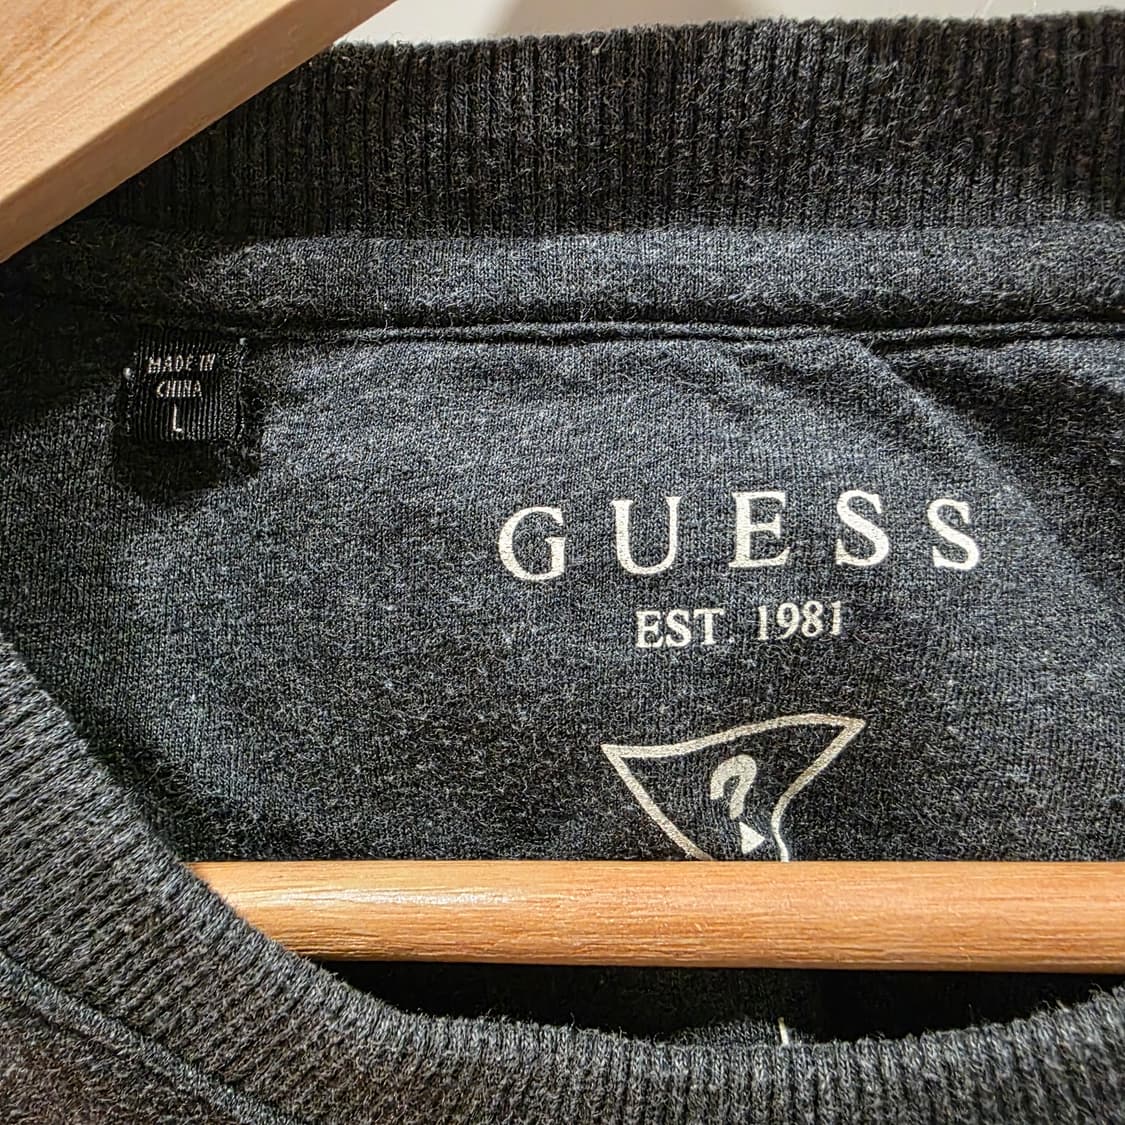 MADE IN
CHINA
L
GUESS
EST. 1981
?